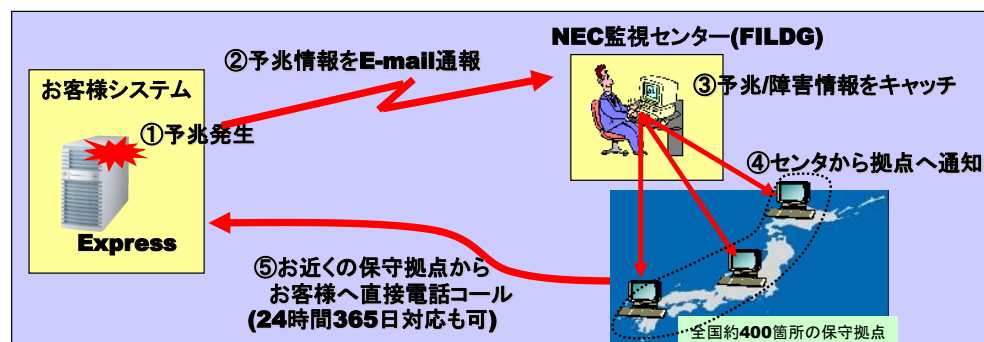 NEC監視センター(FILDG)
②予兆情報をE-mail通報
お客様システム
③予兆/障害情報をキャッチ
①予兆発生
④センタから拠点へ通知
Express
⑤お近くの保守拠点から
お客様へ直接電話コール
(24時間365日対応も可)
全国約400箇所の保守拠点